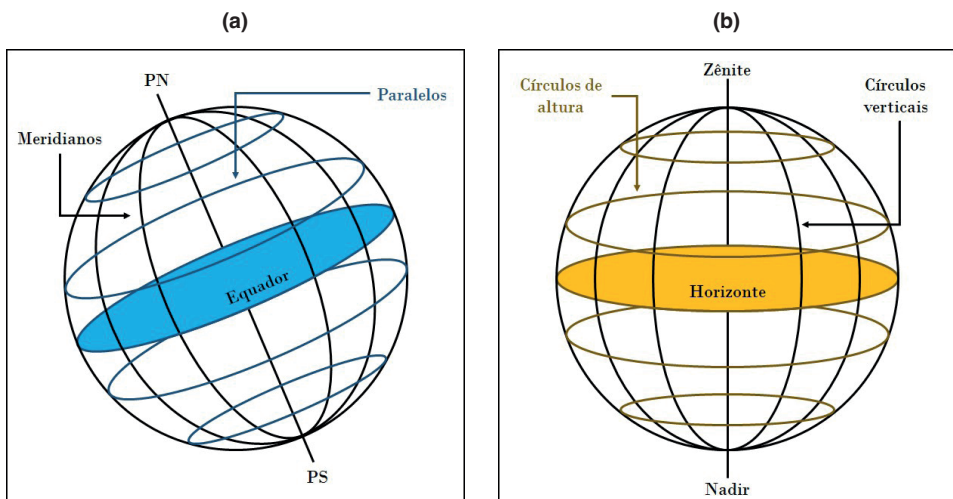 (a)
PN
Paralelos
Meridianos
Equador
PS
(b)
Zênite
Círculos de
altura
Círculos
verticais
Horizonte
Nadir